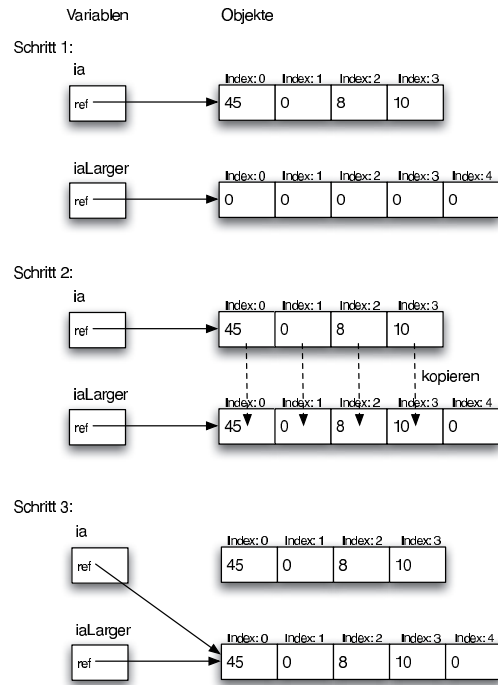 Variablen Objekte
Schritt 1:
ia
Index: 0 Index: 1 Index: 2 Index: 3
ref 45 0 8 10
iaLarger
Index: 0 Index: 1 Index: 2 Index: 3 Index: 4
ref 0 0 0 0 0
Schritt 2:
ia
Index: 0 Index: 1 Index: 2 Index: 3
ref 45 0 8 10
kopieren
iaLarger
Index: 0 Index: 1 Index: 2 Index: 3 Index: 4
ref 45 0 8 10 0
Schritt 3:
ia
Index: 0 Index: 1 Index: 2 Index: 3
ref 45 0 8 10
iaLarger
Index: 0 Index: 1 Index: 2 Index: 3 Index: 4
ref 45 0 8 10 0